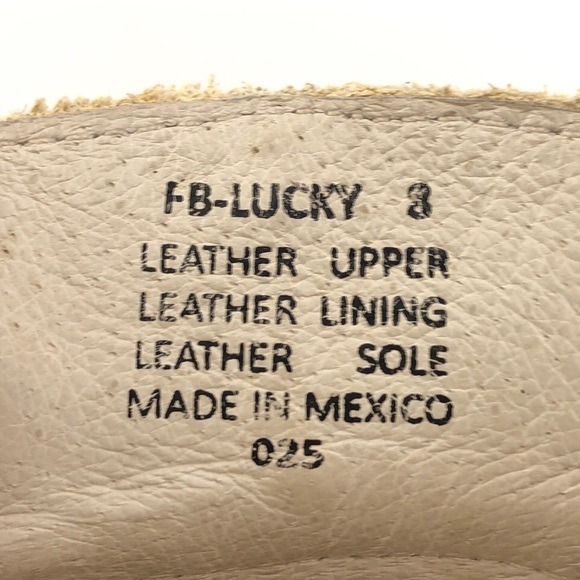 FB-LUCKY 8
LEATHER UPPER
LEATHER LINING
LEATHER SOLE
MADE IN MEXICO
025